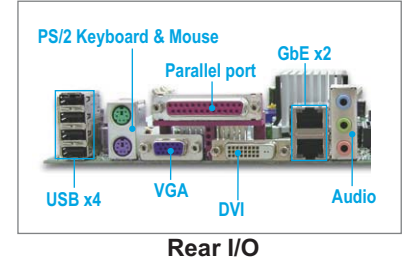 PS/2 Keyboard & Mouse
GbE x2
Parallel port
USB x4
VGA
DVI
Audio
Rear I/O